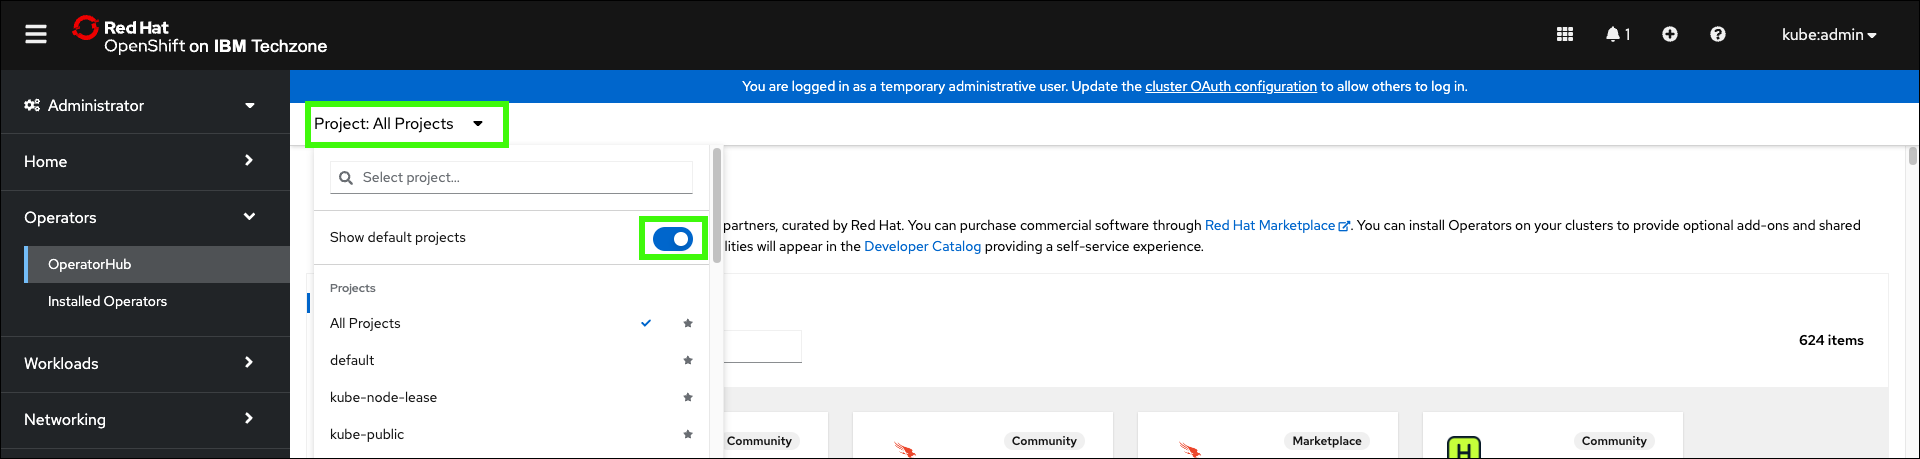 Red Hat
OpenShift on IBM Techzone
1
kube:admin
You are logged in as a temporary administrative user. Update the cluster OAuth configuration to allow others to log in.
Administrator
Home
Operators
OperatorHub
Installed Operators
Workloads
Networking
Project: All Projects
Select project...
Show default projects
Projects
All Projects
default
kube-node-lease
kube-public
partners, curated by Red Hat. You can purchase commercial software through Red Hat Marketplace. You can install Operators on your clusters to provide optional add-ons and shared
lities will appear in the Developer Catalog providing a self-service experience.
624 items
Community
Community
Marketplace
Community
H